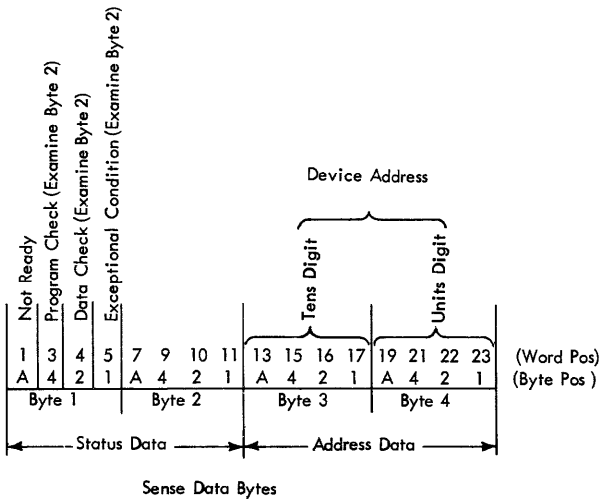 Not Ready
Program Check (Examine Byte 2)
Data Check (Examine Byte 2)
Exceptional Condition (Examine Byte 2)
Device Address
Tens Digit
Units Digit
1 3 4 5 7 9 10 11 13 15 16 17 19 21 22 23 (Word Pos)
A 4 2 1 A 4 2 1 A 4 2 1 A 4 2 1 (Byte Pos)
Byte 1 Byte 2 Byte 3 Byte 4
Status Data Address Data
Sense Data Bytes